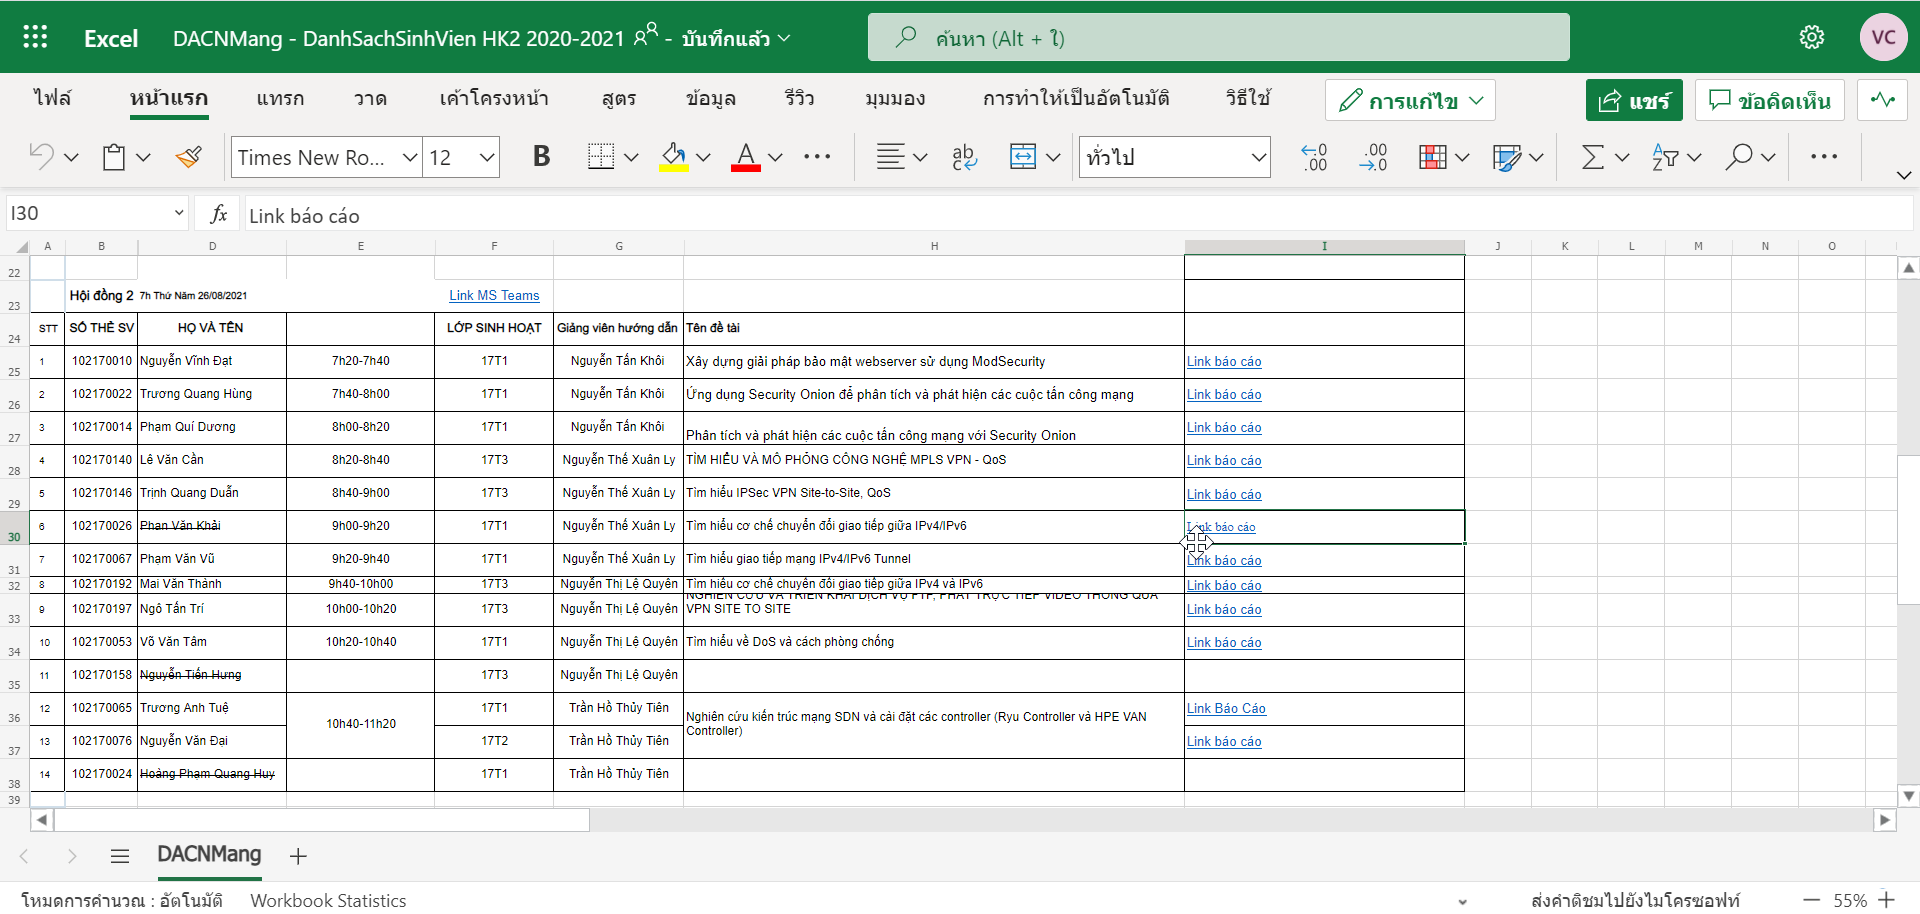 Excel DACNMang - DanhSachSinhVien HK2 2020-2021 - บันทึกแล้ว ค้นหา (Alt + ใ) VC
ไฟล์ หน้าแรก แทรก วาด เค้าโครงหน้า สูตร ข้อมูล รีวิว มุมมอง การทำให้เป็นอัตโนมัติ วิธีใช้ การแก้ไข แชร์ ข้อคิดเห็น
Times New Ro... 12 B A ab c ทั่วไป .00 .00
I30 fx Link báo cáo
A B D E F G H I J K L M N O
22
23 Hội đồng 2 7h Thứ Năm 26/08/2021 Link MS Teams
24 STT SỐ THẺ SV HỌ VÀ TÊN LỚP SINH HOẠT Giảng viên hướng dẫn Tên đề tài
25 1 102170010 Nguyễn Vĩnh Đạt 7h20-7h40 17T1 Nguyễn Tấn Khôi Xây dựng giải pháp bảo mật webserver sử dụng ModSecurity Link báo cáo
26 2 102170022 Trương Quang Hùng 7h40-8h00 17T1 Nguyễn Tấn Khôi Ứng dụng Security Onion để phân tích và phát hiện các cuộc tấn công mạng Link báo cáo
27 3 102170014 Phạm Quí Dương 8h00-8h20 17T1 Nguyễn Tấn Khôi Phân tích và phát hiện các cuộc tấn công mạng với Security Onion Link báo cáo
28 4 102170140 Lê Văn Cần 8h20-8h40 17T3 Nguyễn Thế Xuân Ly TÌM HIỂU VÀ MÔ PHỎNG CÔNG NGHỆ MPLS VPN - QoS Link báo cáo
29 5 102170146 Trịnh Quang Duẫn 8h40-9h00 17T3 Nguyễn Thế Xuân Ly Tìm hiểu IPSec VPN Site-to-Site, QoS Link báo cáo
30 6 102170026 Phan Văn Khải 9h00-9h20 17T1 Nguyễn Thế Xuân Ly Tìm hiểu cơ chế chuyển đổi giao tiếp giữa IPv4/IPv6 Link báo cáo
31 7 102170067 Phạm Văn Vũ 9h20-9h40 17T1 Nguyễn Thế Xuân Ly Tìm hiểu giao tiếp mạng IPv4/IPv6 Tunnel Link báo cáo
32 8 102170192 Mai Văn Thành 9h40-10h00 17T3 Nguyễn Thị Lệ Quyên Tìm hiểu cơ chế chuyển đổi giao tiếp giữa IPv4 và IPv6 Link báo cáo
NGHIÊN CỨU VÀ TRIỂN KHAI DỊCH VỤ FTP, PHÁT TRỰC TIẾP VIDEO THÔNG QUA
33 9 102170197 Ngô Tấn Trí 10h00-10h20 17T3 Nguyễn Thị Lệ Quyên VPN SITE TO SITE Link báo cáo
34 10 102170053 Võ Văn Tâm 10h20-10h40 17T1 Nguyễn Thị Lệ Quyên Tìm hiểu về DoS và cách phòng chống Link báo cáo
35 11 102170158 Nguyễn Tiến Hưng 17T3 Nguyễn Thị Lệ Quyên
36 12 102170065 Trương Anh Tuệ 10h40-11h20 17T1 Trần Hồ Thủy Tiên Nghiên cứu kiến trúc mạng SDN và cài đặt các controller (Ryu Controller và HPE VAN Link Báo Cáo
Controller)
37 13 102170076 Nguyễn Văn Đại 17T2 Trần Hồ Thủy Tiên Link báo cáo
38 14 102170024 Hoàng Phạm Quang Huy 17T1 Trần Hồ Thủy Tiên
39
DACNMang
โหมดการคำนวณ : อัตโนมัติ Workbook Statistics ส่งคำติชมไปยังไมโครซอฟท์ 55%